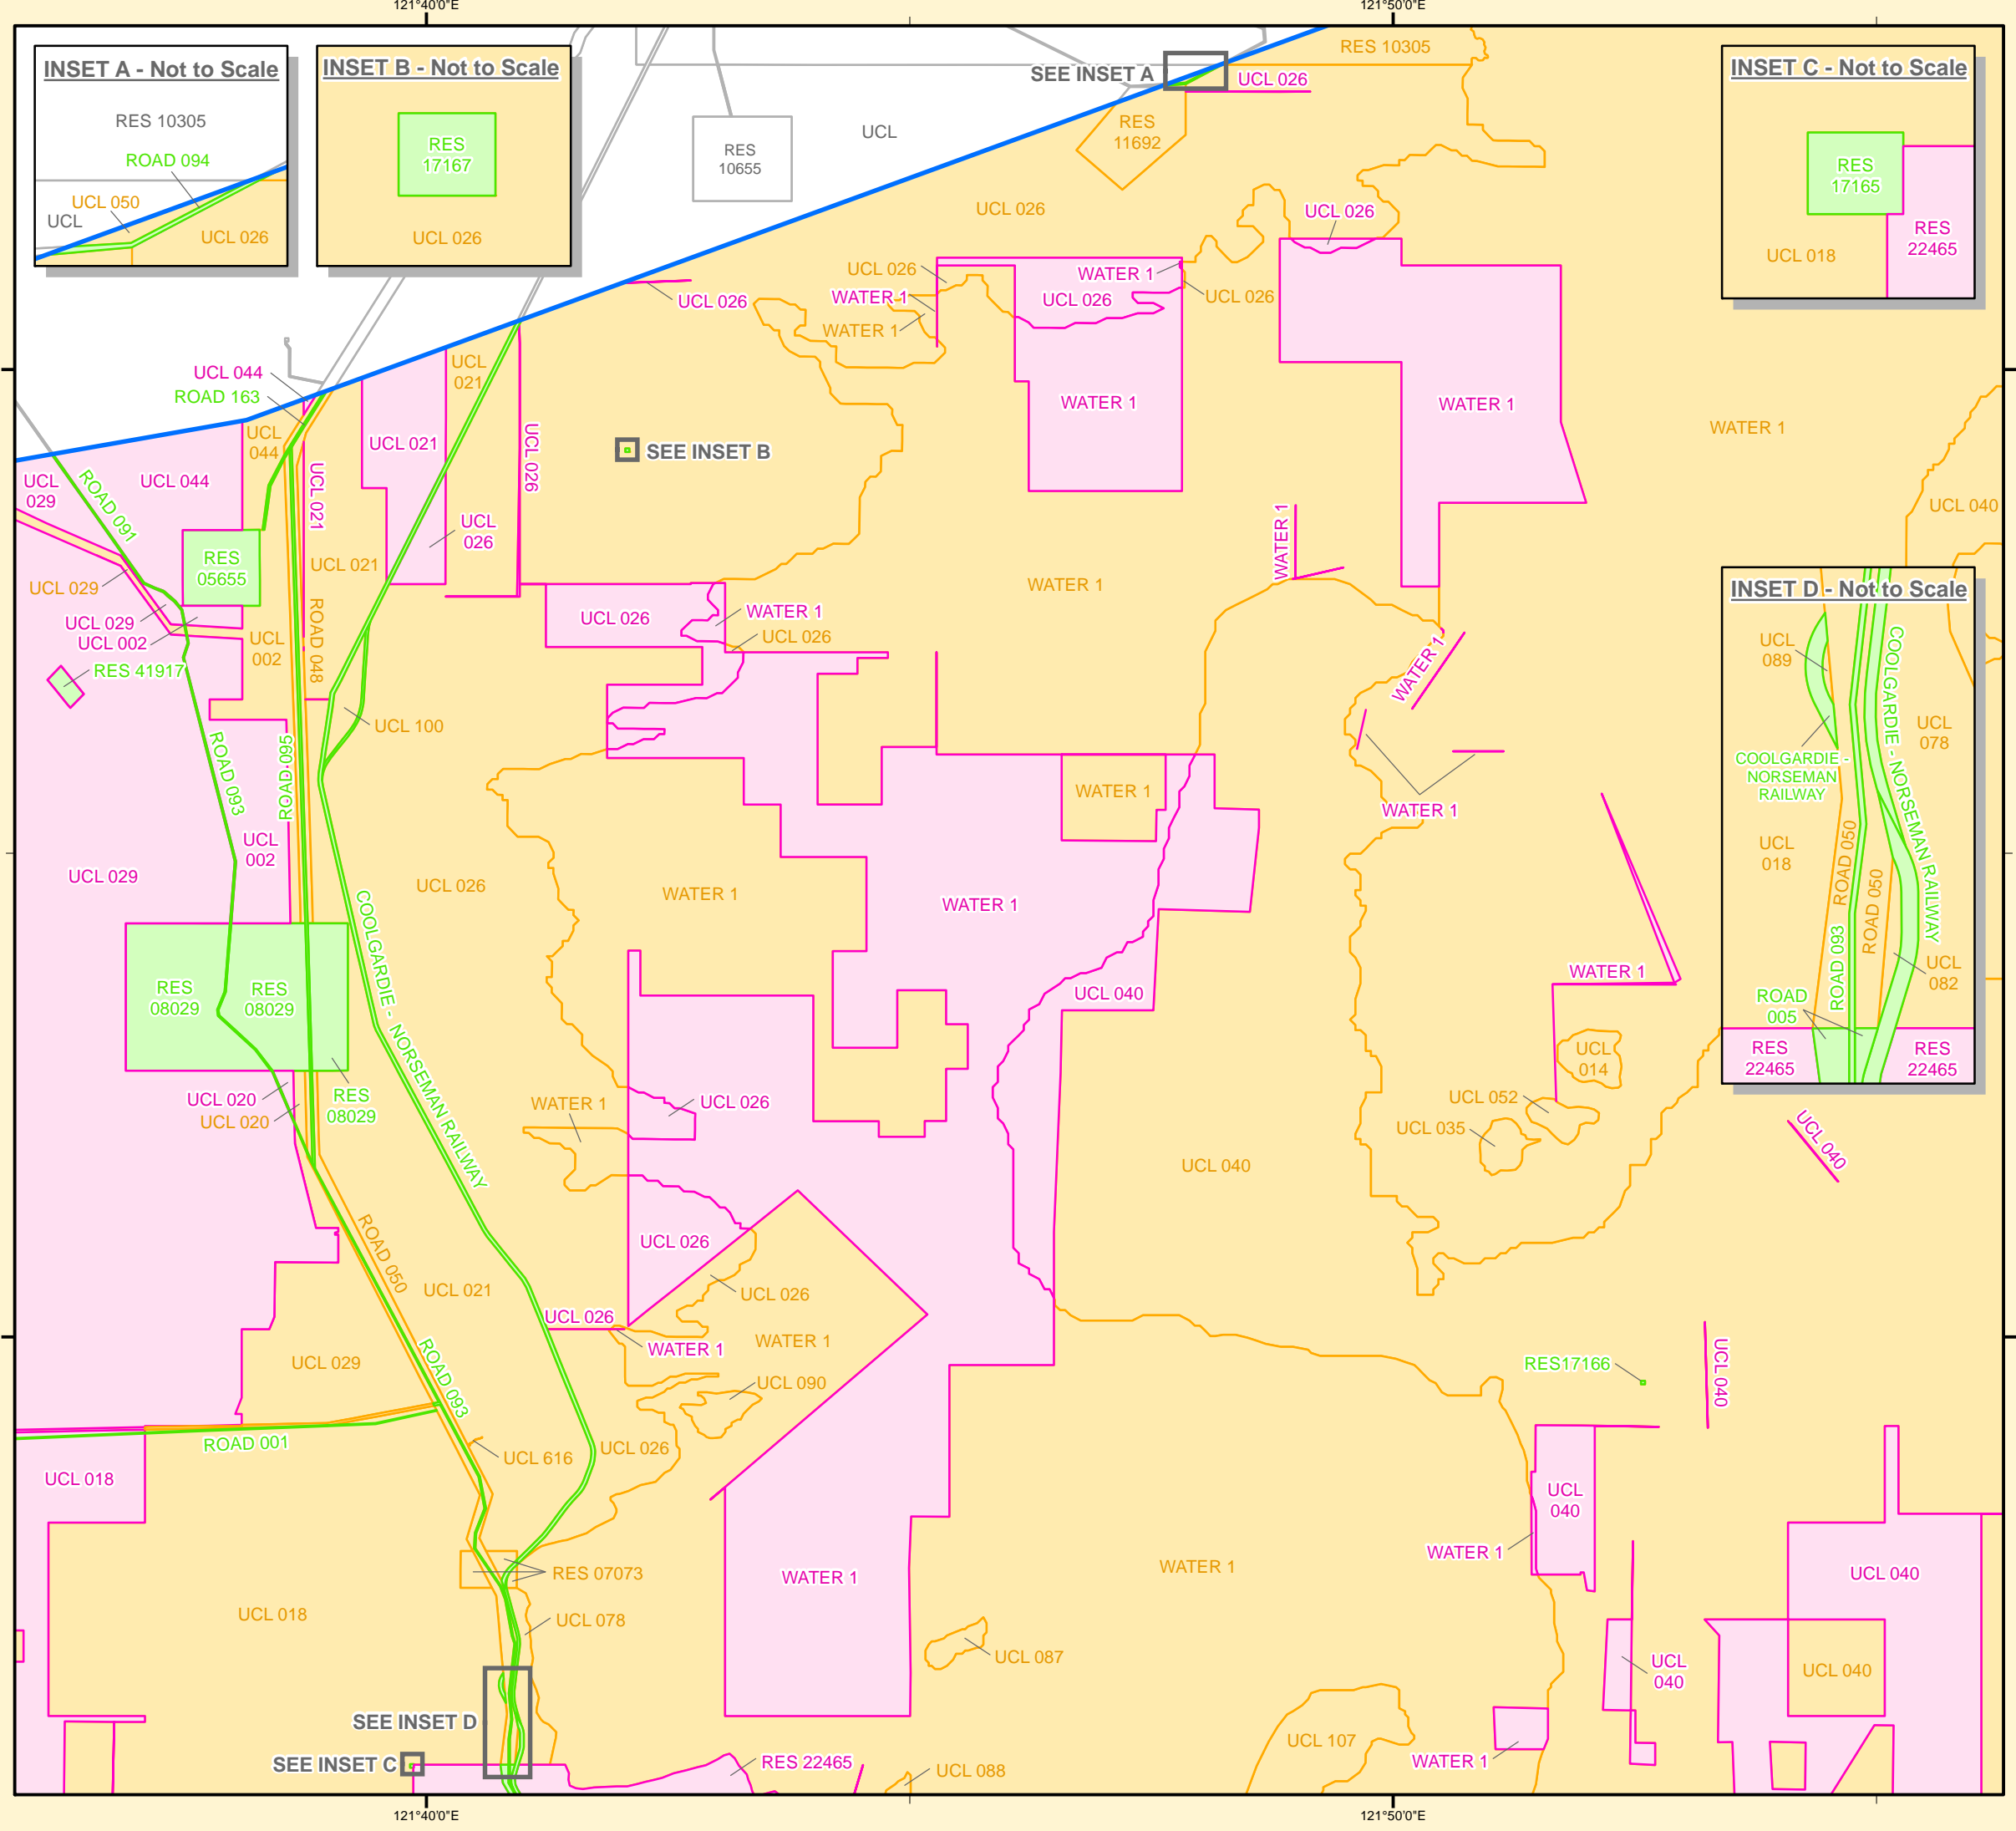 121°40'0"E
121°50'0"E
INSET A - Not to Scale
RES 10305
ROAD 094
UCL 050
UCL
UCL 026
INSET B - Not to Scale
RES
17167
UCL 026
RES
10655
UCL
SEE INSET A
UCL 026
RES 10305
RES
11692
UCL 026
INSET C - Not to Scale
RES
17165
RES
22465
UCL 018
UCL 026
UCL 026
WATER 1
WATER 1
WATER 1
UCL 026
UCL 026
UCL 026
UCL 026
WATER 1
WATER 1
WATER 1
UCL 040
UCL 044
ROAD 163
UCL
021
UCL
044
UCL 021
UCL 026
SEE INSET B
UCL
029
UCL 044
ROAD 091
UCL 021
UCL
026
RES
05655
UCL 021
UCL 029
UCL 029
UCL 002
RES 41917
UCL
002
ROAD 048
UCL 026
WATER 1
UCL 026
WATER 1
WATER 1
WATER 1
WATER 1
UCL 100
ROAD 093
ROAD 095
UCL
002
UCL 029
UCL 026
WATER 1
WATER 1
WATER 1
COOLGARDIE - NORSEMAN RAILWAY
INSET D - Not to Scale
UCL
089
COOLGARDIE -
NORSEMAN
RAILWAY
COOLGARDIE - NORSEMAN RAILWAY
UCL
078
UCL
018
ROAD 050
ROAD 050
ROAD 093
UCL
082
ROAD
005
RES
22465
RES
22465
RES
08029
RES
08029
RES
08029
UCL 020
UCL 020
UCL 040
WATER 1
UCL
014
UCL 052
UCL 035
UCL 040
WATER 1
UCL 026
UCL 040
UCL 026
UCL 026
UCL 026
WATER 1
WATER 1
ROAD 050
UCL 021
UCL 029
ROAD 093
UCL 090
RES17166
UCL 040
ROAD 001
UCL 616
UCL 026
UCL 018
UCL
040
WATER 1
RES 07073
WATER 1
WATER 1
UCL 040
UCL 018
UCL 078
UCL 087
UCL
040
UCL 040
SEE INSET D
SEE INSET C
RES 22465
UCL 088
UCL 107
WATER 1
121°40'0"E
121°50'0"E